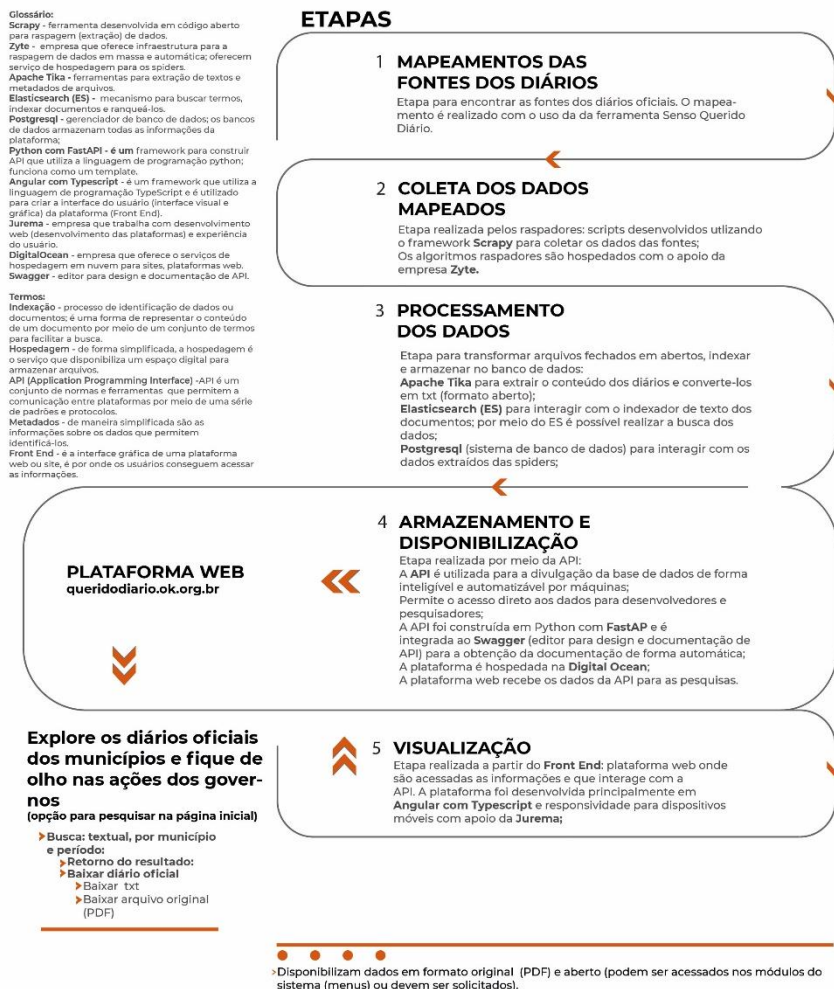 Glossário:
Scrapy - ferramenta desenvolvida em código aberto
para raspagem (extração) de dados.
Zyte - empresa que oferece infraestrutura para a
raspagem de dados em massa e automática; oferecem
serviço de hospedagem para os spiders.
Apache Tika - ferramentas para extração de textos e
metadados de arquivos.
Elasticsearch (ES) - mecanismo para buscar termos,
indexar documentos e ranqueá-los.
Postgresql - gerenciador de banco de dados; os bancos
de dados armazenam todas as informações da
plataforma;
Python com FastAPI - é um framework para construir
API que utiliza a linguagem de programação python;
funciona como um template.
Angular com Typescript - é um framework que utiliza a
linguagem de programação TypeScript e é utilizado
para criar a interface do usuário (interface visual e
gráfica) da plataforma (Front End).
Jurema - empresa que trabalha com desenvolvimento
web (desenvolvimento das plataformas) e experiência
do usuário.
DigitalOcean - empresa que oferece o serviços de
hospedagem em nuvem para sites, plataformas web.
Swagger - editor para design e documentação de API.
Termos:
Indexação - processo de identificação de dados ou
documentos; é uma forma de representar o conteúdo
de um documento por meio de um conjunto de termos
para facilitar a busca.
Hospedagem - de forma simplificada, a hospedagem é
o serviço que disponibiliza um espaço digital para
armazenar arquivos.
API (Application Programming Interface) -API é um
conjunto de normas e ferramentas que permitem a
comunicação entre plataformas por meio de uma série
de padrões e protocolos.
Metadados - de maneira simplificada são as
informações sobre os dados que permitem
identificá-los.
Front End - é a interface gráfica de uma plataforma
web ou site, é por onde os usuários conseguem acessar
as informações.
ETAPAS
1 MAPEAMENTOS DAS
FONTES DOS DIÁRIOS
Etapa para encontrar as fontes dos diários oficiais. O mapea-
mento é realizado com o uso da da ferramenta Senso Querido
Diário.
2 COLETA DOS DADOS
MAPEADOS
Etapa realizada pelos raspadores: scripts desenvolvidos utlizando
o framework Scrapy para coletar os dados das fontes;
Os algoritmos raspadores são hospedados com o apoio da
empresa Zyte.
3 PROCESSAMENTO
DOS DADOS
Etapa para transformar arquivos fechados em abertos, indexar
e armazenar no banco de dados:
Apache Tika para extrair o conteúdo dos diários e converte-los
em txt (formato aberto);
Elasticsearch (ES) para interagir com o indexador de texto dos
documentos; por meio do ES é possível realizar a busca dos
dados;
Postgresql (sistema de banco de dados) para interagir com os
dados extraídos das spiders;
4 ARMAZENAMENTO E
DISPONIBILIZAÇÃO
Etapa realizada por meio da API:
A API é utilizada para a divulgação da base de dados de forma
inteligível e automatizável por máquinas;
Permite o acesso direto aos dados para desenvolvedores e
pesquisadores;
A API foi construída em Python com FastAP e é
integrada ao Swagger (editor para design e documentação de
API) para a obtenção da documentação de forma automática;
A plataforma é hospedada na Digital Ocean;
A plataforma web recebe os dados da API para as pesquisas.
PLATAFORMA WEB
queridodiario.ok.org.br
5 VISUALIZAÇÃO
Etapa realizada a partir do Front End: plataforma web onde
são acessadas as informações e que interage com a
API. A plataforma foi desenvolvida principalmente em
Angular com Typescript e responsividade para dispositivos
móveis com apoio da Jurema;
Explore os diários oficiais
dos municípios e fique de
olho nas ações dos gover-
nos
(opção para pesquisar na página inicial)
Busca: textual, por município
e período:
Retorno do resultado:
Baixar diário oficial
Baixar txt
Baixar arquivo original
(PDF)
Disponibilizam dados em formato original (PDF) e aberto (podem ser acessados nos módulos do
sistema (menus) ou devem ser solicitados).